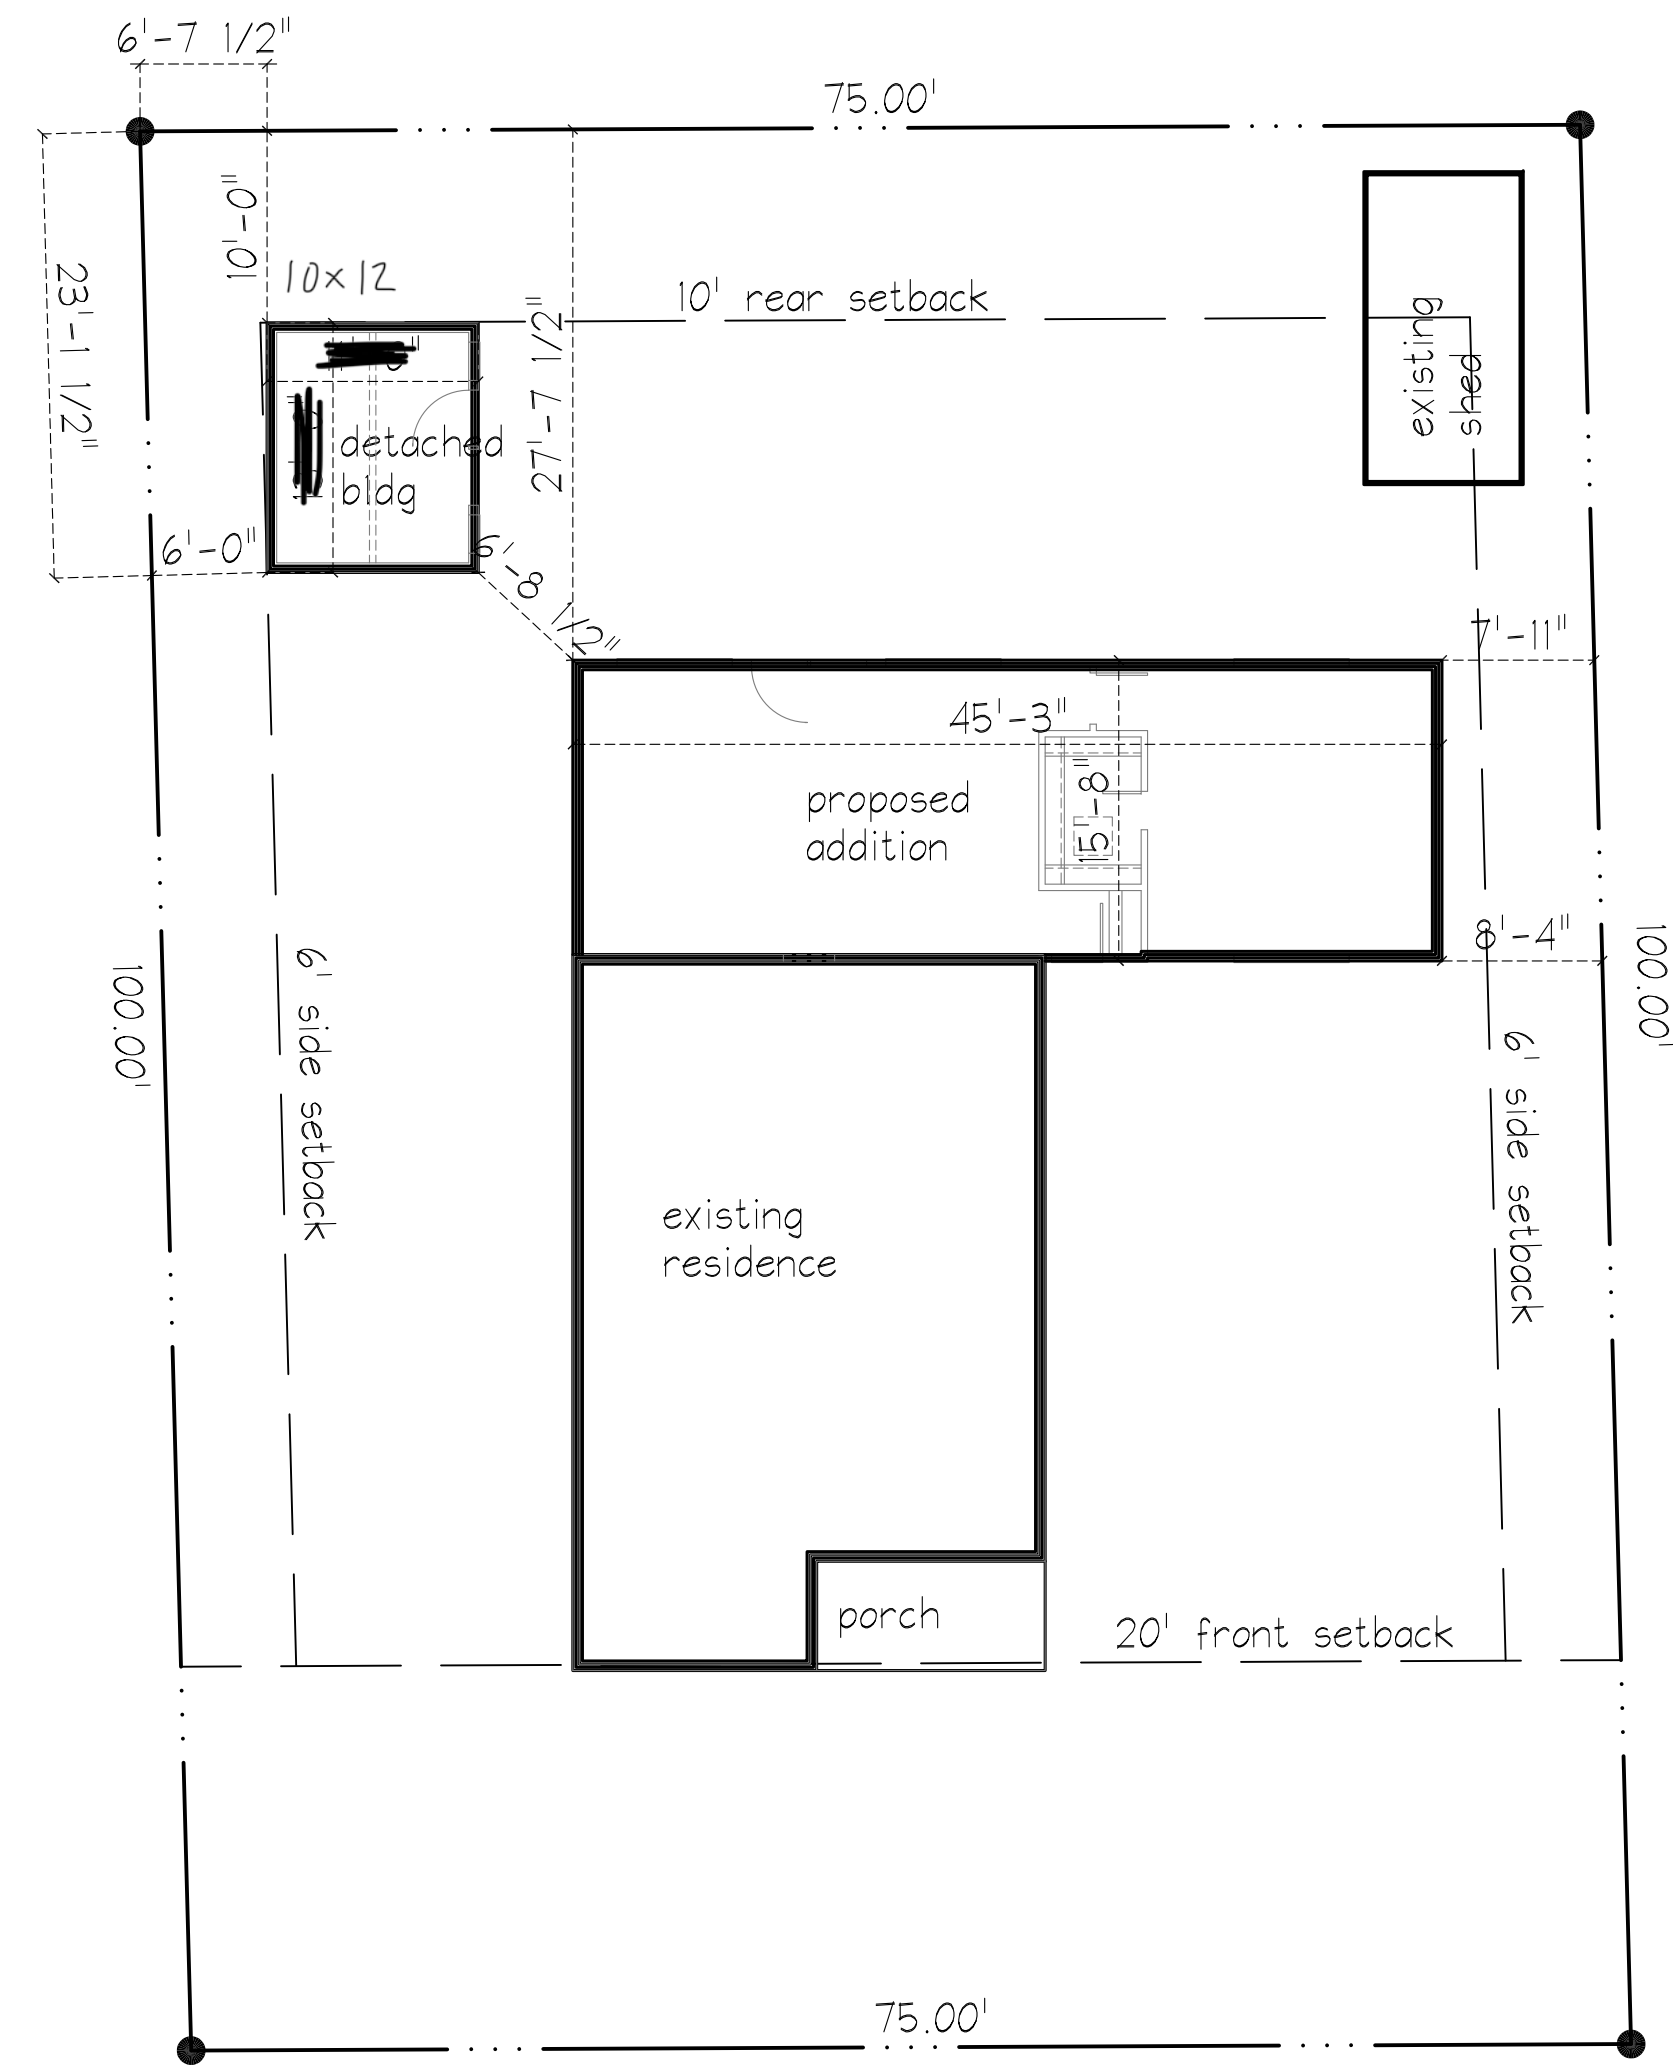 6'-7 1/2"
75.00'
10'-0"
23'-1 1/2"
10x12
10' rear setback
27'-7 1/2"
existing
shed
detached
bldg
6'-0"
6'-8 1/2"
7'-11"
45'-3"
15'-8"
proposed
addition
8'-4"
100.00'
100.00'
6' side setback
6' side setback
existing
residence
porch
20' front setback
75.00'